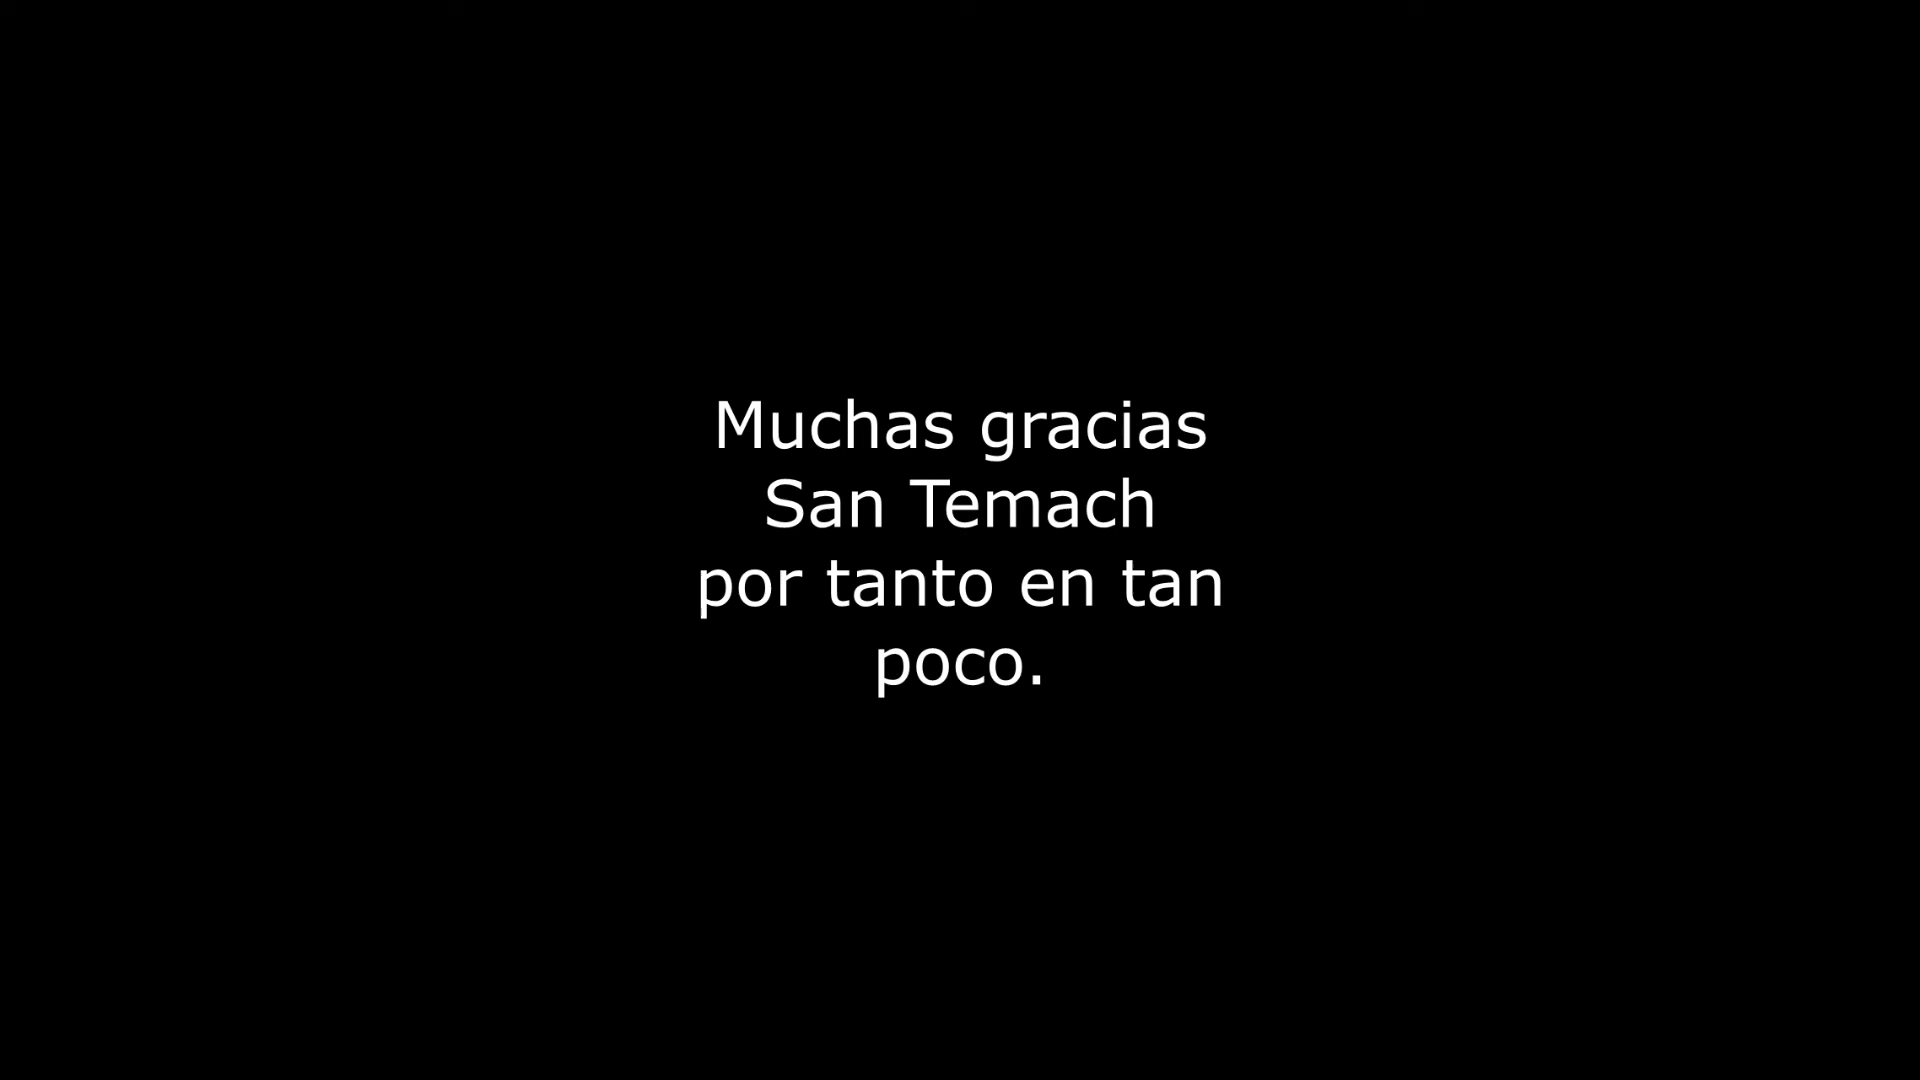 Muchas gracias
San Temach
por tanto en tan
poco.